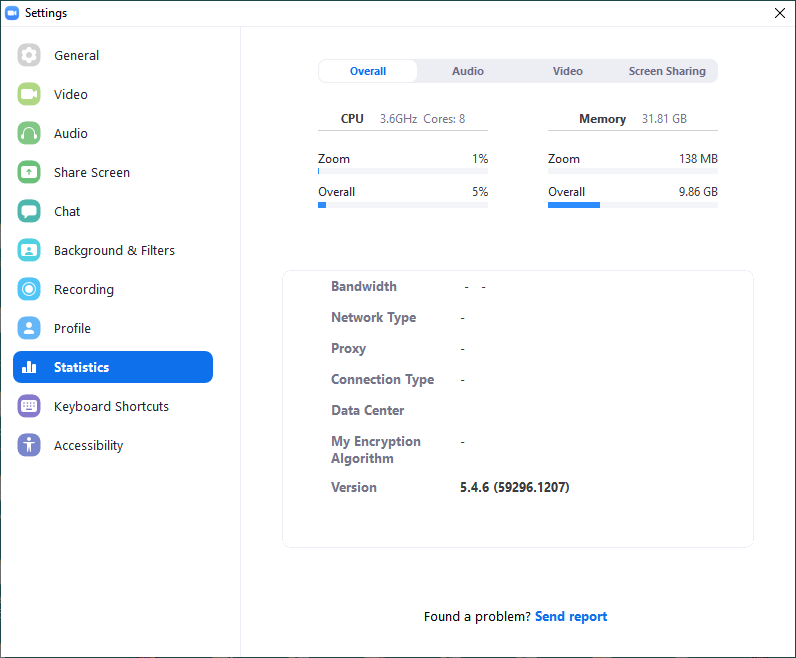 Settings
General
Video
Audio
Share Screen
Chat
Background & Filters
Recording
Profile
Statistics
Keyboard Shortcuts
Accessibility
Overall Audio Video Screen Sharing
CPU 3.6GHz Cores: 8
Zoom 1%
Overall 5%
Memory 31.81 GB
Zoom 138 MB
Overall 9.86 GB
Bandwidth - -
Network Type -
Proxy -
Connection Type -
Data Center
My Encryption -
Algorithm
Version 5.4.6 (59296.1207)
Found a problem? Send report